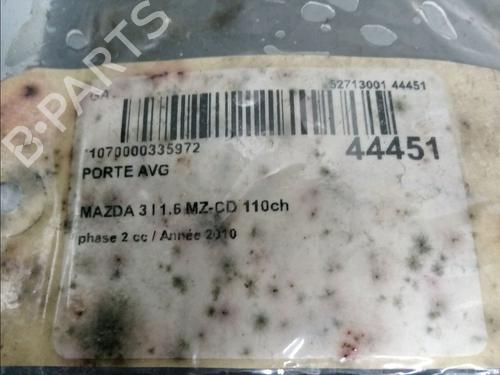 52713001 44451
1070000335972
44451
PORTE AVG
MAZDA 3 I 1.6 MZ-CD 110ch
phase 2 cc / Année 2010
B-PARTS